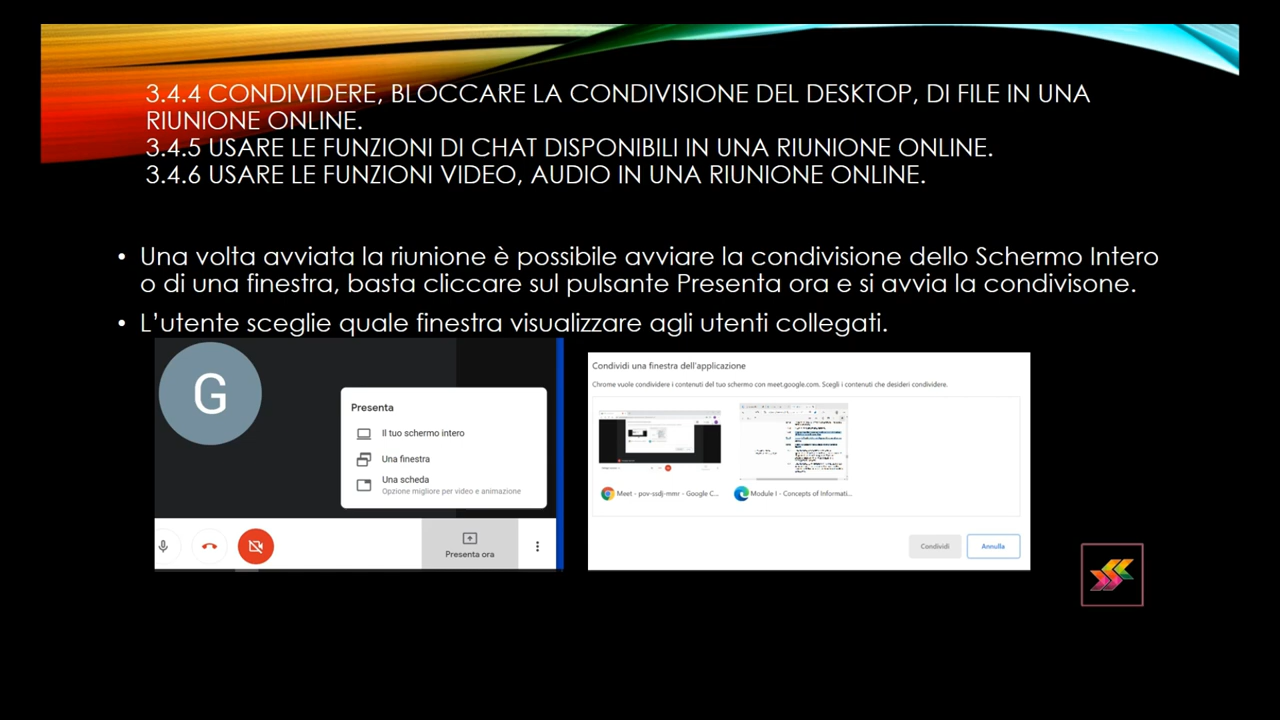 3.4.4 CONDIVIDERE, BLOCCARE LA CONDIVISIONE DEL DESKTOP, DI FILE IN UNA
RIUNIONE ONLINE.
3.4.5 USARE LE FUNZIONI DI CHAT DISPONIBILI IN UNA RIUNIONE ONLINE.
3.4.6 USARE LE FUNZIONI VIDEO, AUDIO IN UNA RIUNIONE ONLINE.
• Una volta avviata la riunione è possibile avviare la condivisione dello Schermo Intero
o di una finestra, basta cliccare sul pulsante Presenta ora e si avvia la condivisone.
• L’utente sceglie quale finestra visualizzare agli utenti collegati.
G
Presenta
Il tuo schermo intero
Una finestra
Una scheda
Opzione migliore per video e animazione
Presenta ora
Condividi una finestra dell'applicazione
Chrome vuole condividere i contenuti del tuo schermo con meet.google.com. Scegli i contenuti che desideri condividere.
Meet - pov-ssdj-mmr - Google C...
Module I - Concepts of Informati...
Condividi
Annulla